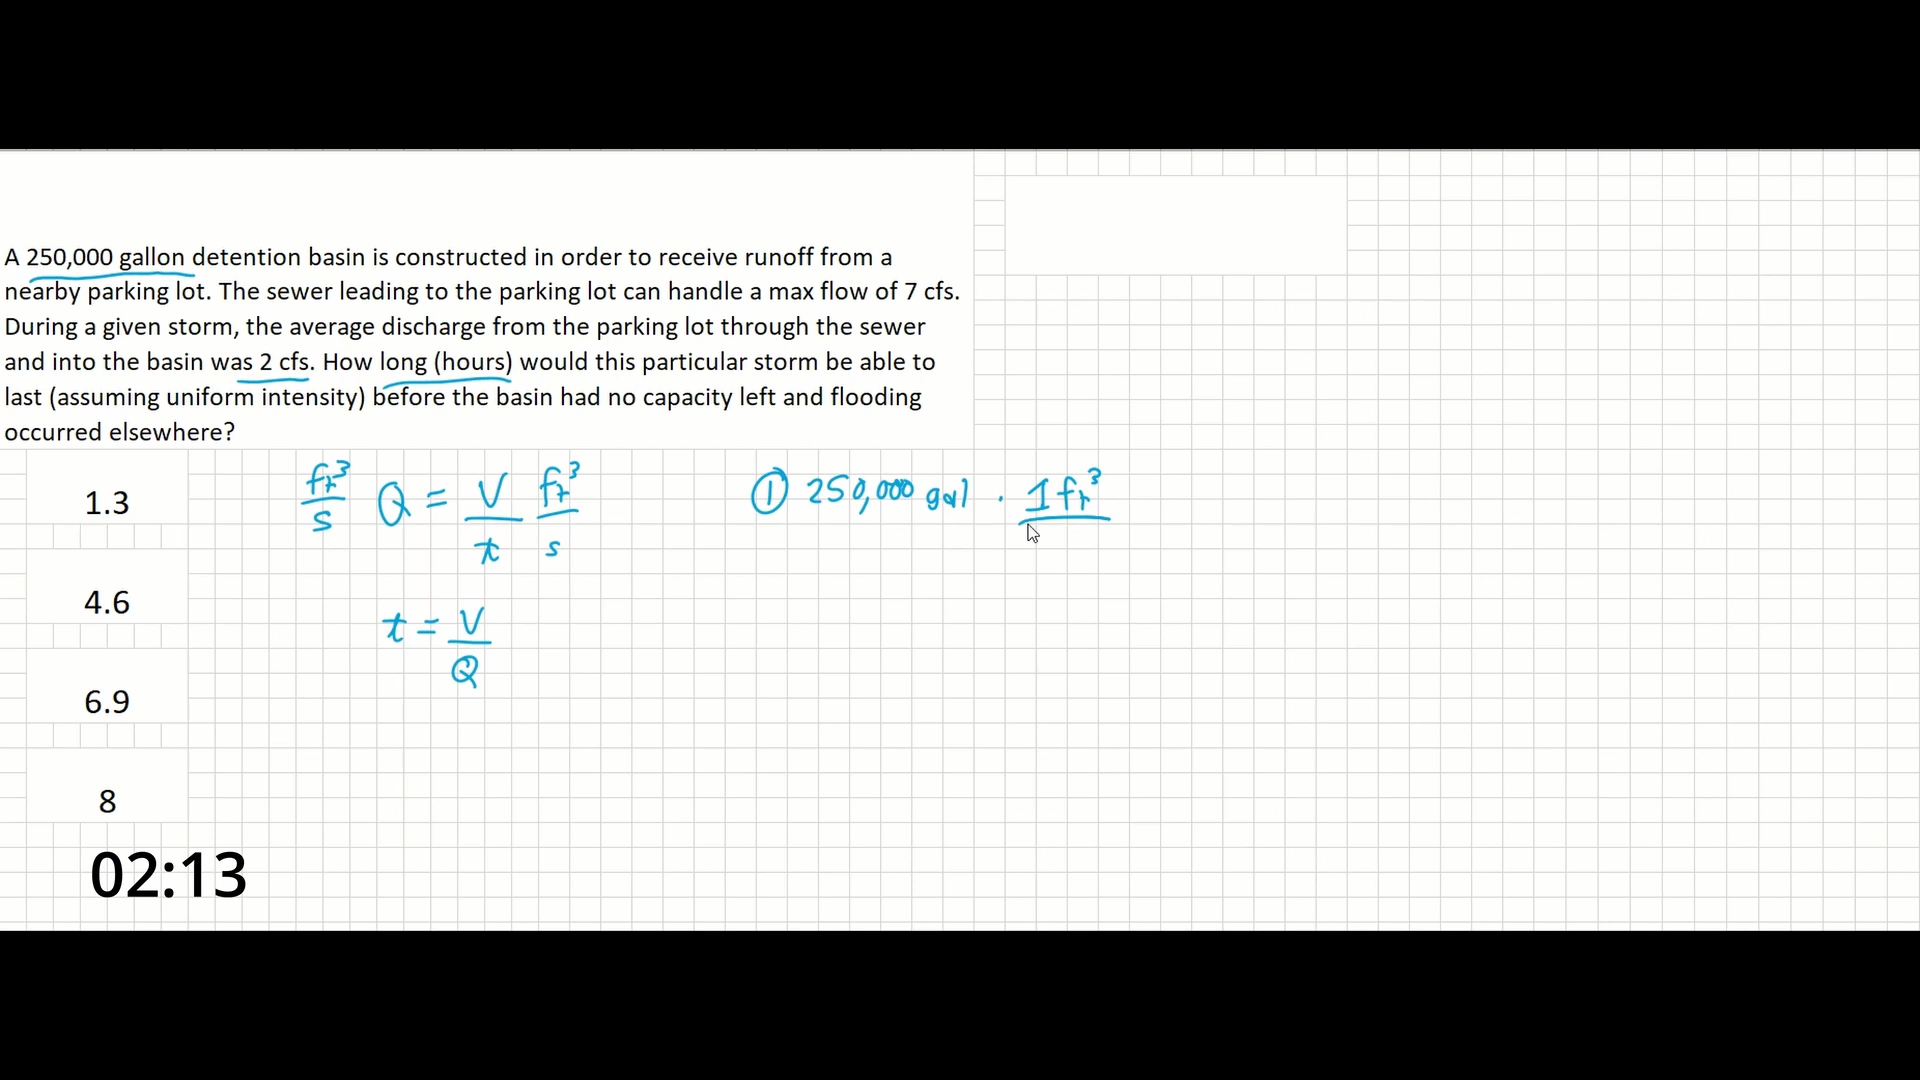 A 250,000 gallon detention basin is constructed in order to receive runoff from a
nearby parking lot. The sewer leading to the parking lot can handle a max flow of 7 cfs.
During a given storm, the average discharge from the parking lot through the sewer
and into the basin was 2 cfs. How long (hours) would this particular storm be able to
last (assuming uniform intensity) before the basin had no capacity left and flooding
occurred elsewhere?
1.3
4.6
6.9
8
02:13
ft³/s Q = V/t ft³/s
t = V/Q
① 250,000 gal · 1 ft³